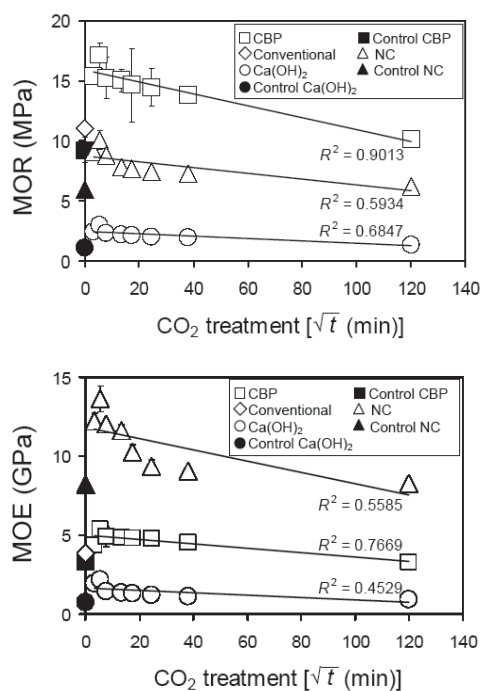 MOR (MPa)
20
15
10
5
0
CBP
Control CBP
Conventional
NC
Ca(OH)₂
Control NC
Control Ca(OH)₂
R² = 0.9013
R² = 0.5934
R² = 0.6847
0 20 40 60 80 100 120 140
CO₂ treatment [√t (min)]
MOE (GPa)
15
10
5
0
CBP
Control CBP
Conventional
NC
Ca(OH)₂
Control NC
Control Ca(OH)₂
R² = 0.5585
R² = 0.7669
R² = 0.4529
0 20 40 60 80 100 120 140
CO₂ treatment [√t (min)]